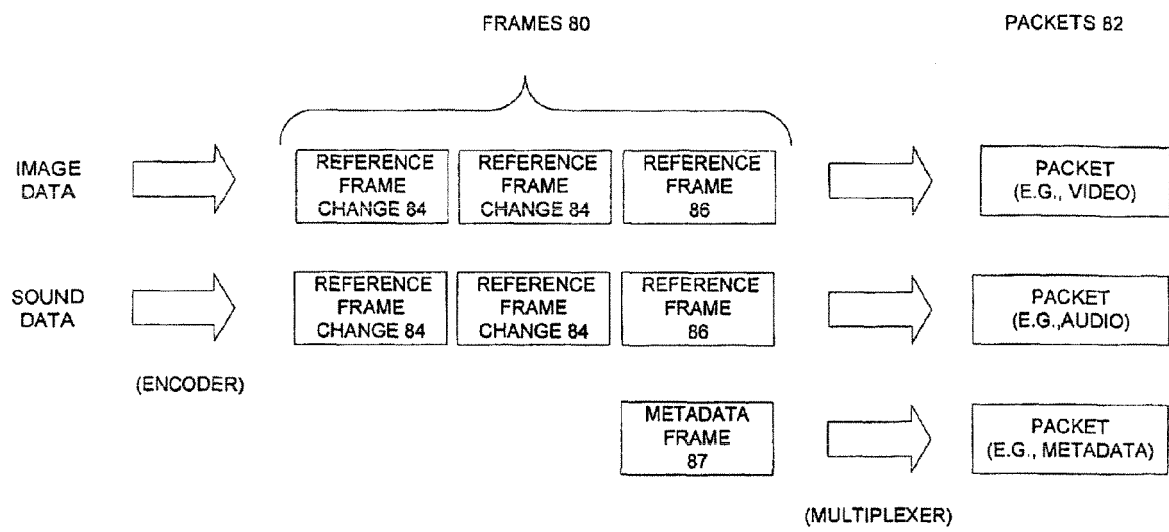 FRAMES 80
PACKETS 82
IMAGE
DATA
REFERENCE
FRAME
CHANGE 84
REFERENCE
FRAME
CHANGE 84
REFERENCE
FRAME
86
PACKET
(E.G., VIDEO)
SOUND
DATA
REFERENCE
FRAME
CHANGE 84
REFERENCE
FRAME
CHANGE 84
REFERENCE
FRAME
86
PACKET
(E.G.,AUDIO)
(ENCODER)
METADATA
FRAME
87
PACKET
(E.G., METADATA)
(MULTIPLEXER)